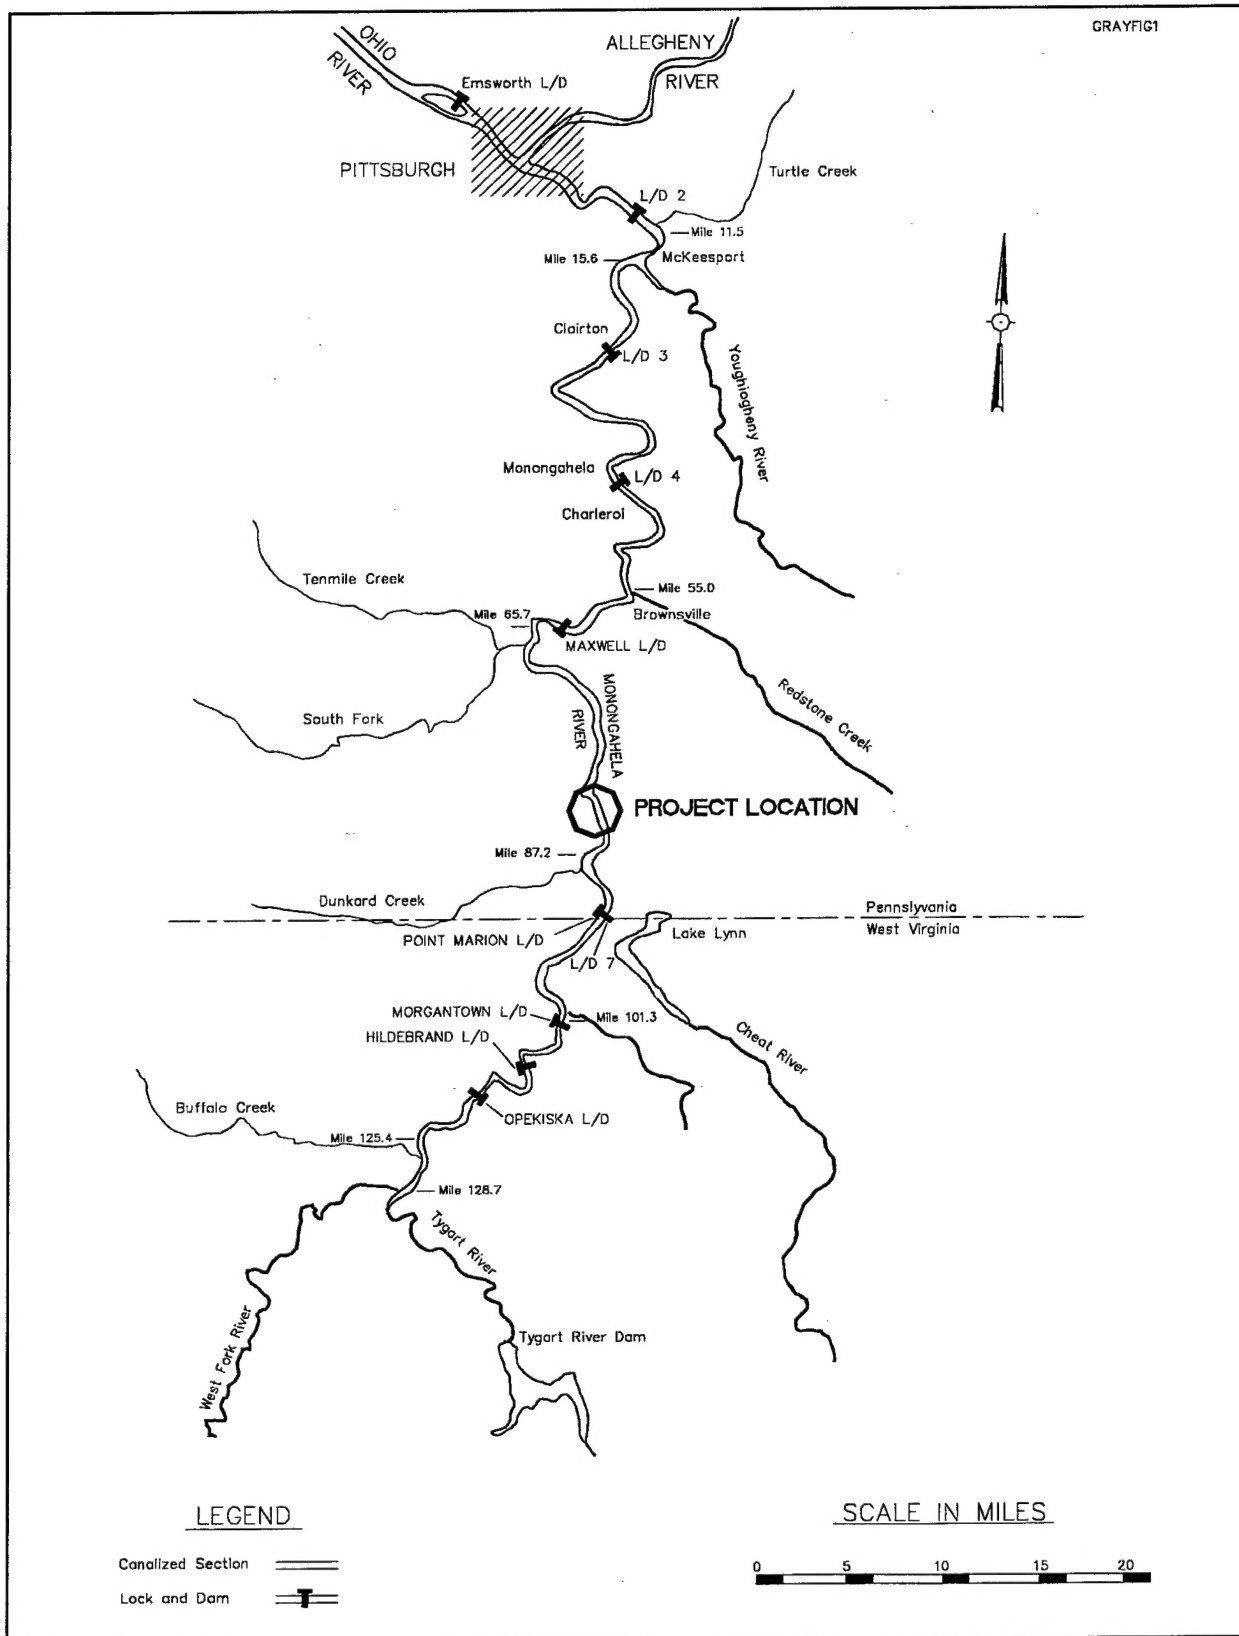 GRAYFIG1
OHIO
RIVER
ALLEGHENY
RIVER
Emsworth L/D
PITTSBURGH
Turtle Creek
L/D 2
Mile 11.5
Mile 15.6
McKeesport
Clairton
L/D 3
Youghiogheny River
Monongahela
L/D 4
Charleroi
Tenmile Creek
Mile 55.0
Mile 65.7
Brownsville
MAXWELL L/D
MONONGAHELA
RIVER
South Fork
Redstone Creek
PROJECT LOCATION
Mile 87.2
Dunkard Creek
Pennslyvania
West Virginia
POINT MARION L/D
Lake Lynn
L/D 7
MORGANTOWN L/D
Mile 101.3
HILDEBRAND L/D
Cheat River
Buffalo Creek
OPEKISKA L/D
Mile 125.4
Mile 128.7
Tygart River
West Fork River
Tygart River Dam
LEGEND
Canalized Section
Lock and Dam
SCALE IN MILES
0 5 10 15 20